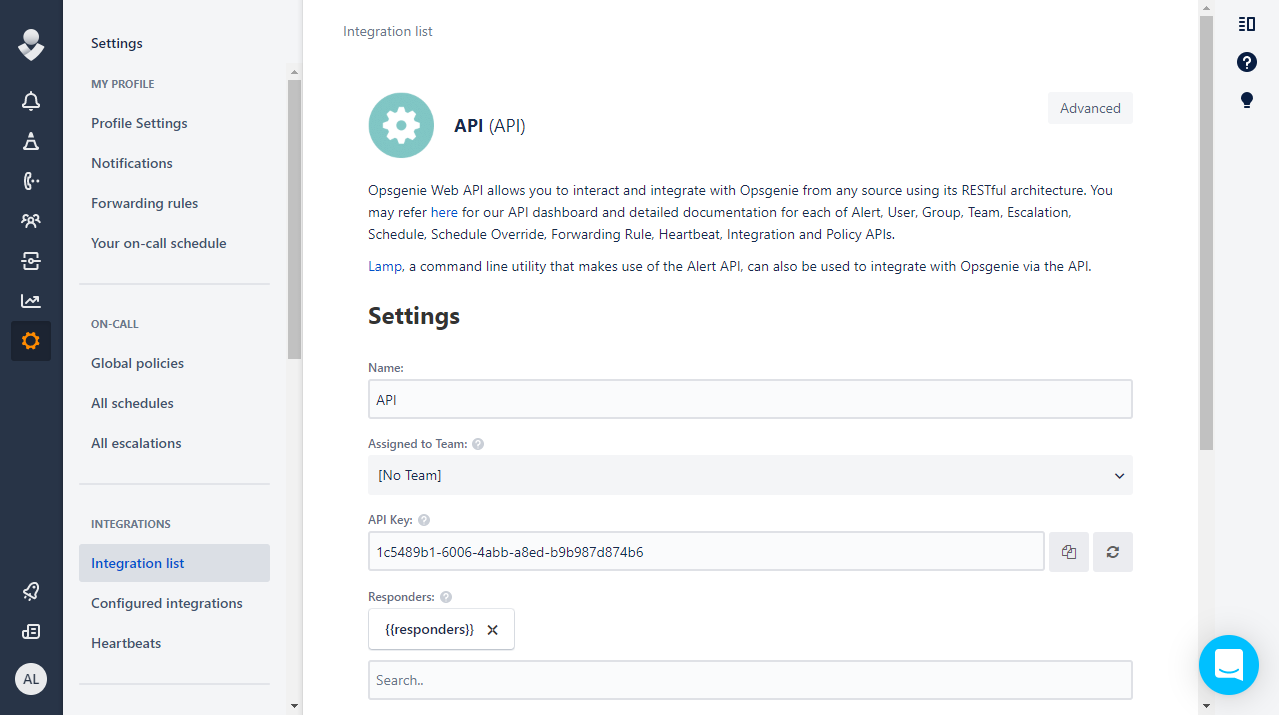 Settings
MY PROFILE
Profile Settings
Notifications
Forwarding rules
Your on-call schedule
ON-CALL
Global policies
All schedules
All escalations
INTEGRATIONS
Integration list
Configured integrations
Heartbeats
AL
Integration list
API (API)
Advanced
Opsgenie Web API allows you to interact and integrate with Opsgenie from any source using its RESTful architecture. You
may refer here for our API dashboard and detailed documentation for each of Alert, User, Group, Team, Escalation,
Schedule, Schedule Override, Forwarding Rule, Heartbeat, Integration and Policy APIs.
Lamp, a command line utility that makes use of the Alert API, can also be used to integrate with Opsgenie via the API.
Settings
Name:
API
Assigned to Team: ?
[No Team]
API Key: ?
1c5489b1-6006-4abb-a8ed-b9b987d874b6
Responders: ?
{{responders}} ✕
Search..
?